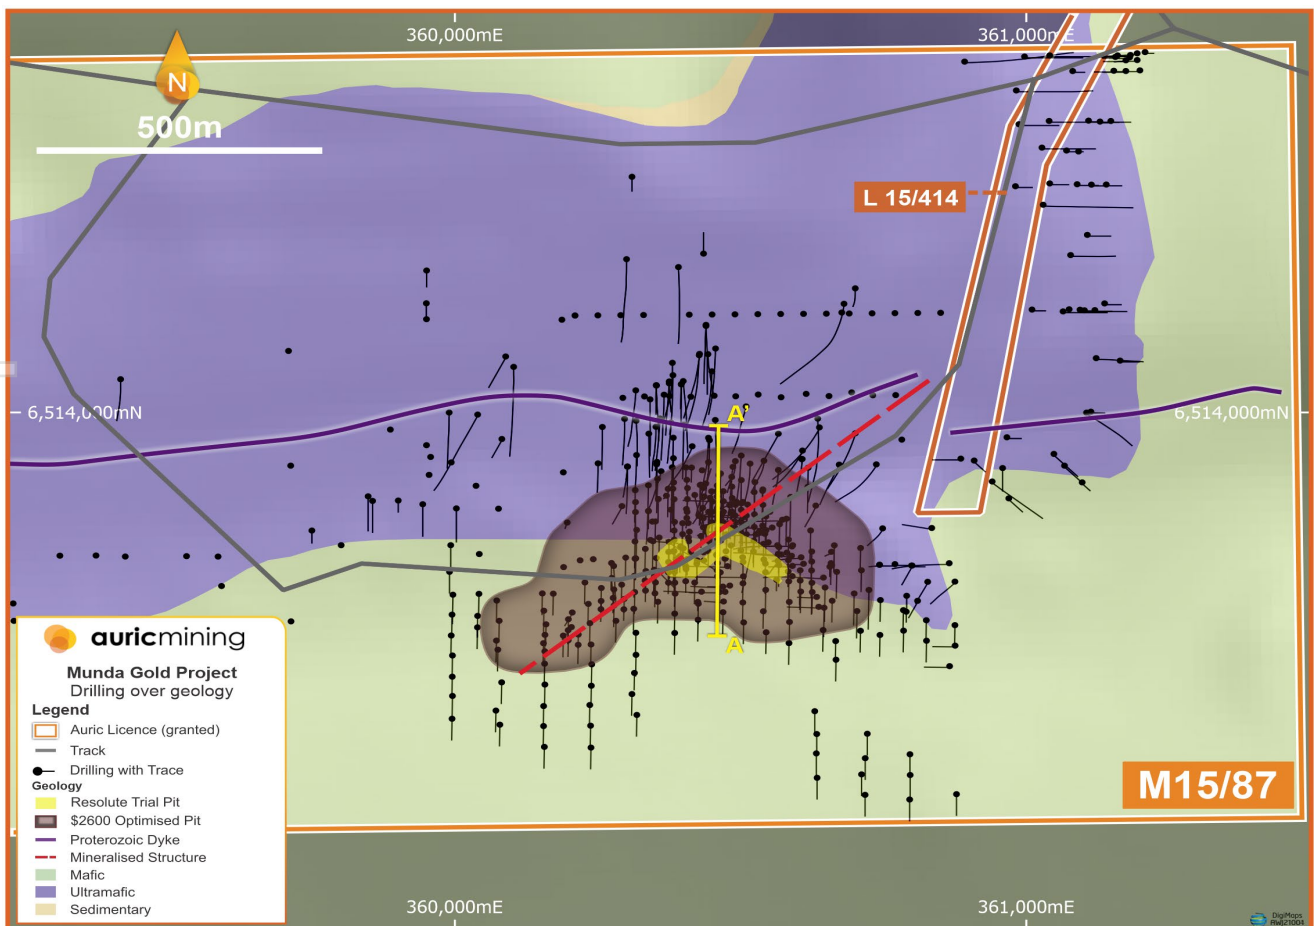 360,000mE
361,000mE
N
500m
L 15/414
6,514,000mN
6,514,000mN
A'
A
auricmining
Munda Gold Project
Drilling over geology
Legend
Auric Licence (granted)
Track
Drilling with Trace
Geology
Resolute Trial Pit
$2600 Optimised Pit
Proterozoic Dyke
Mineralised Structure
Mafic
Ultramafic
Sedimentary
M15/87
360,000mE
361,000mE
DigiMaps
RWJ21004